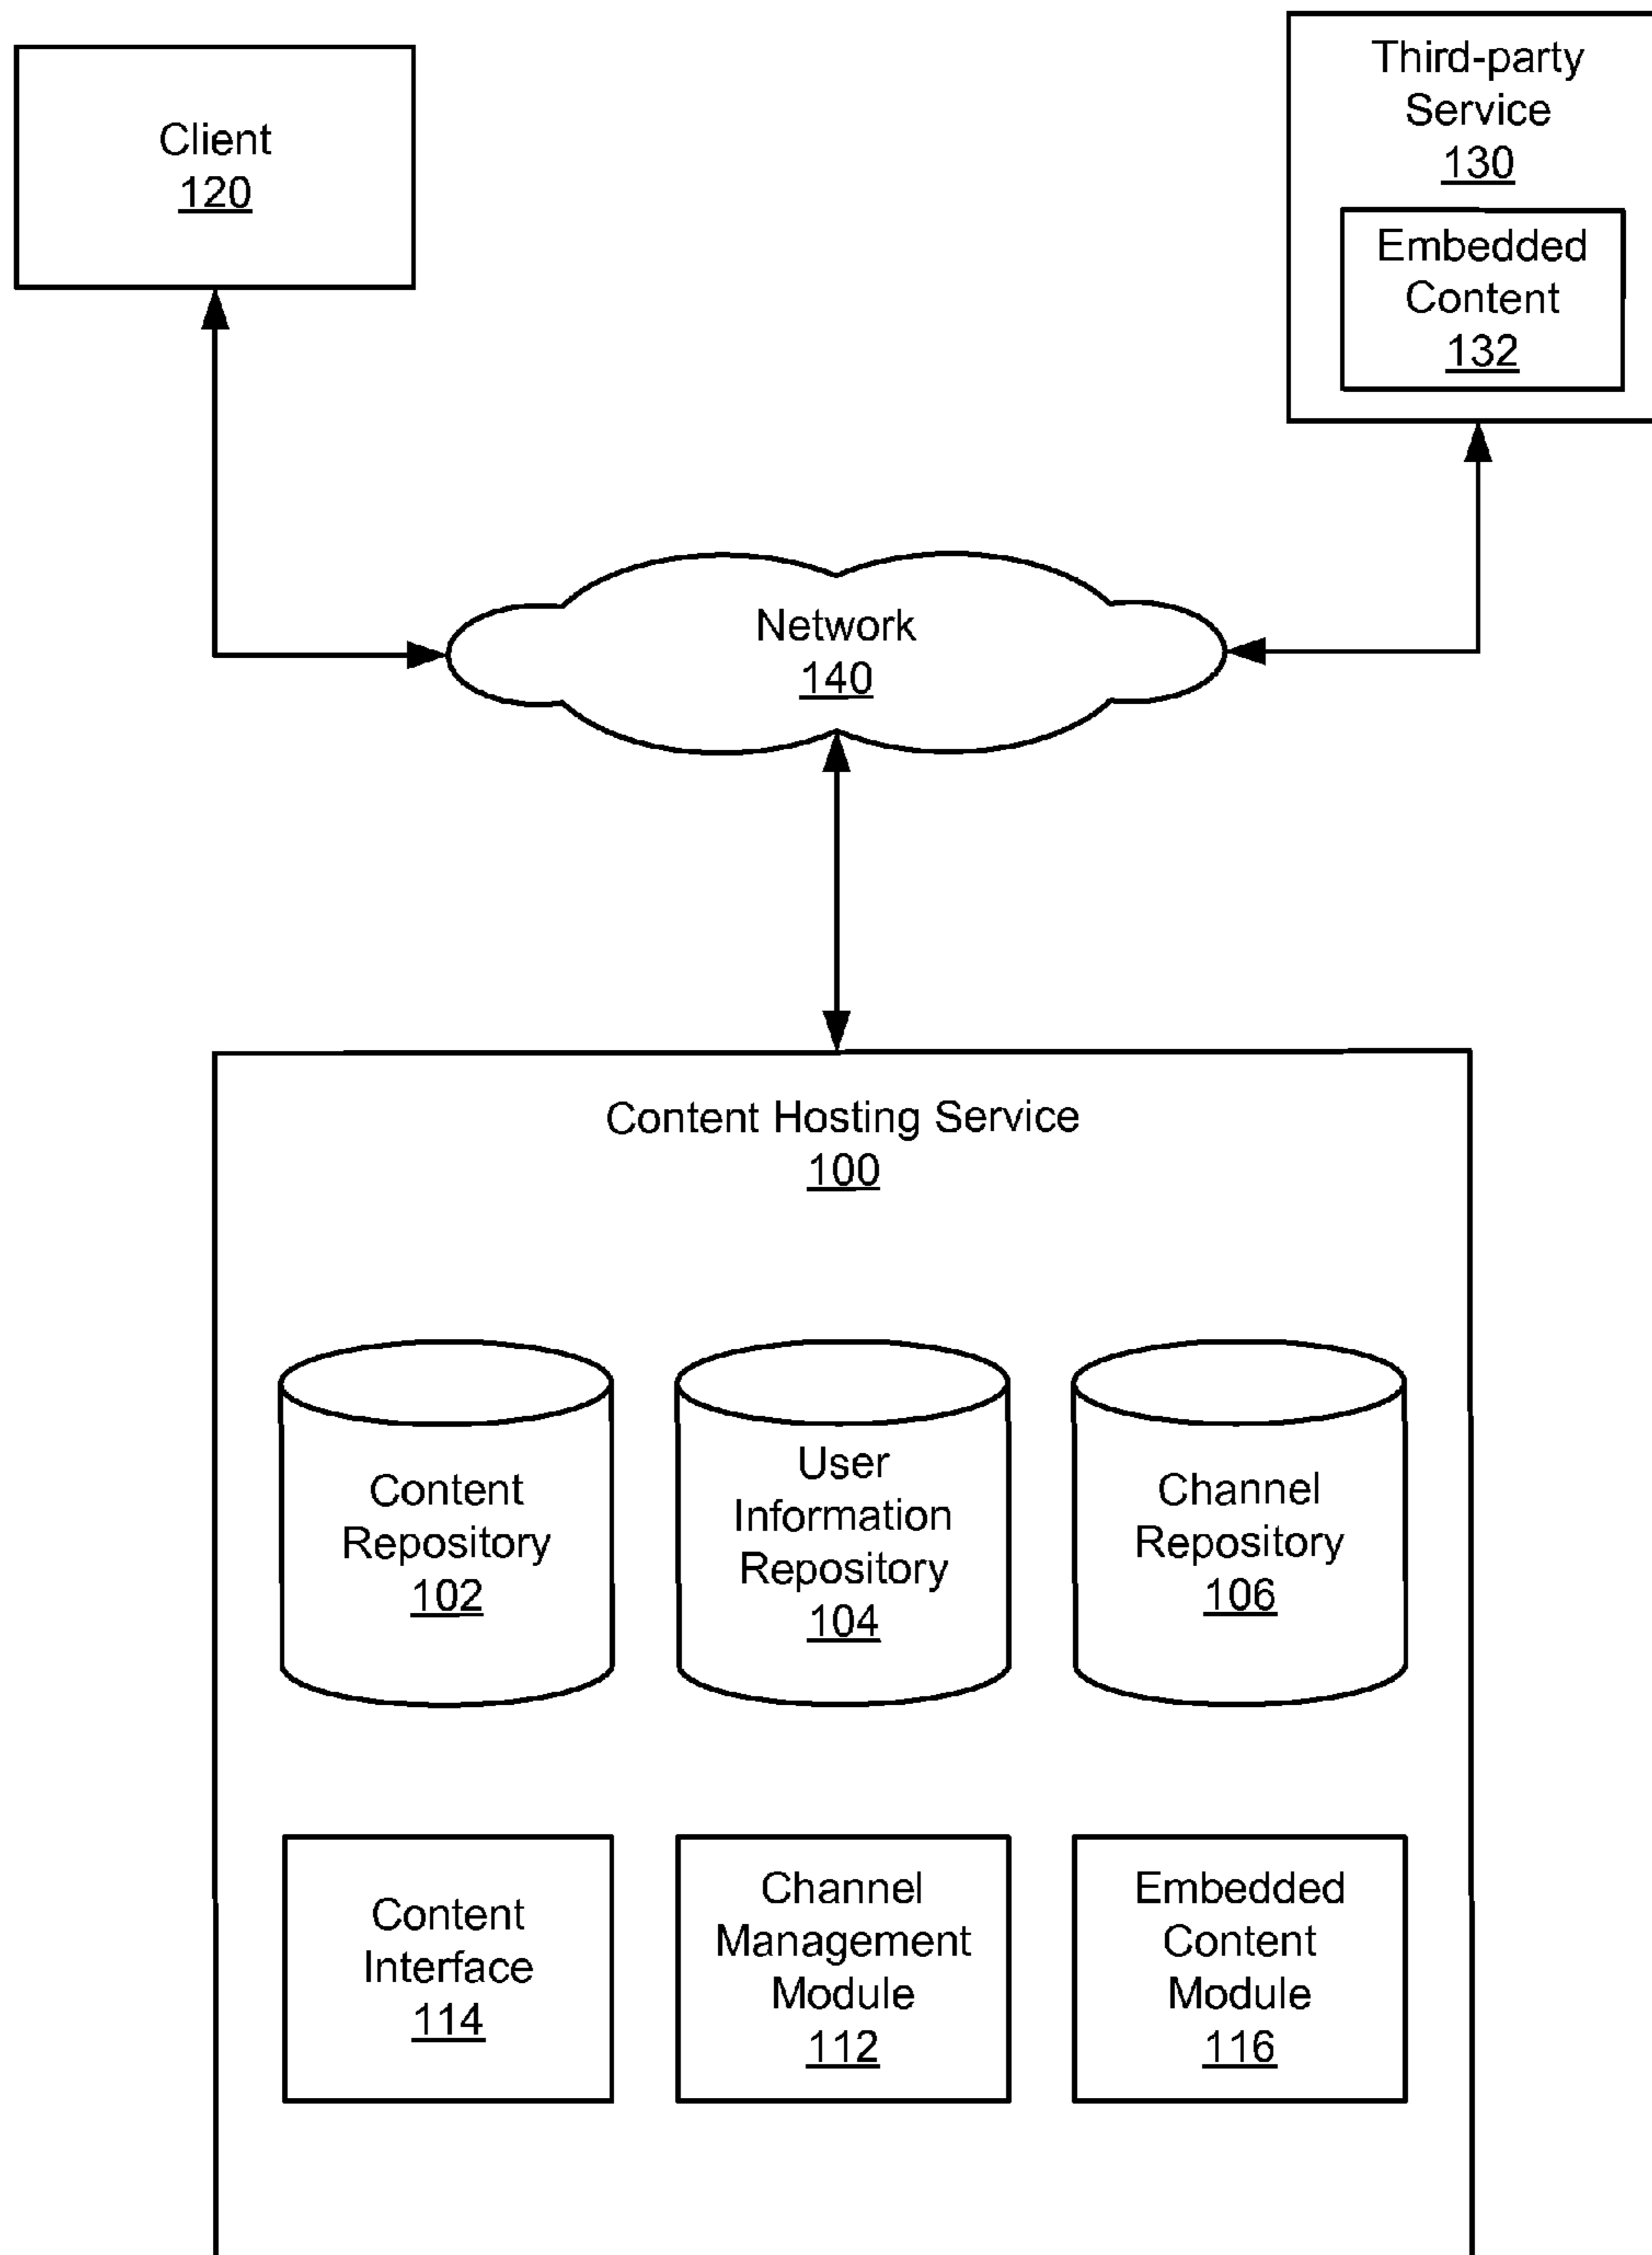 Client
120
Third-party
Service
130
Embedded
Content
132
Network
140
Content Hosting Service
100
Content
Repository
102
User
Information
Repository
104
Channel
Repository
106
Content
Interface
114
Channel
Management
Module
112
Embedded
Content
Module
116